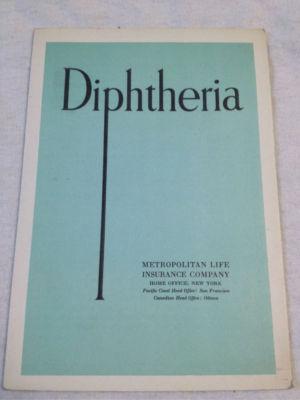 Diphtheria
METROPOLITAN LIFE
INSURANCE COMPANY
HOME OFFICE: NEW YORK
Pacific Coast Head Office: San Francisco
Canadian Head Office: Ottawa